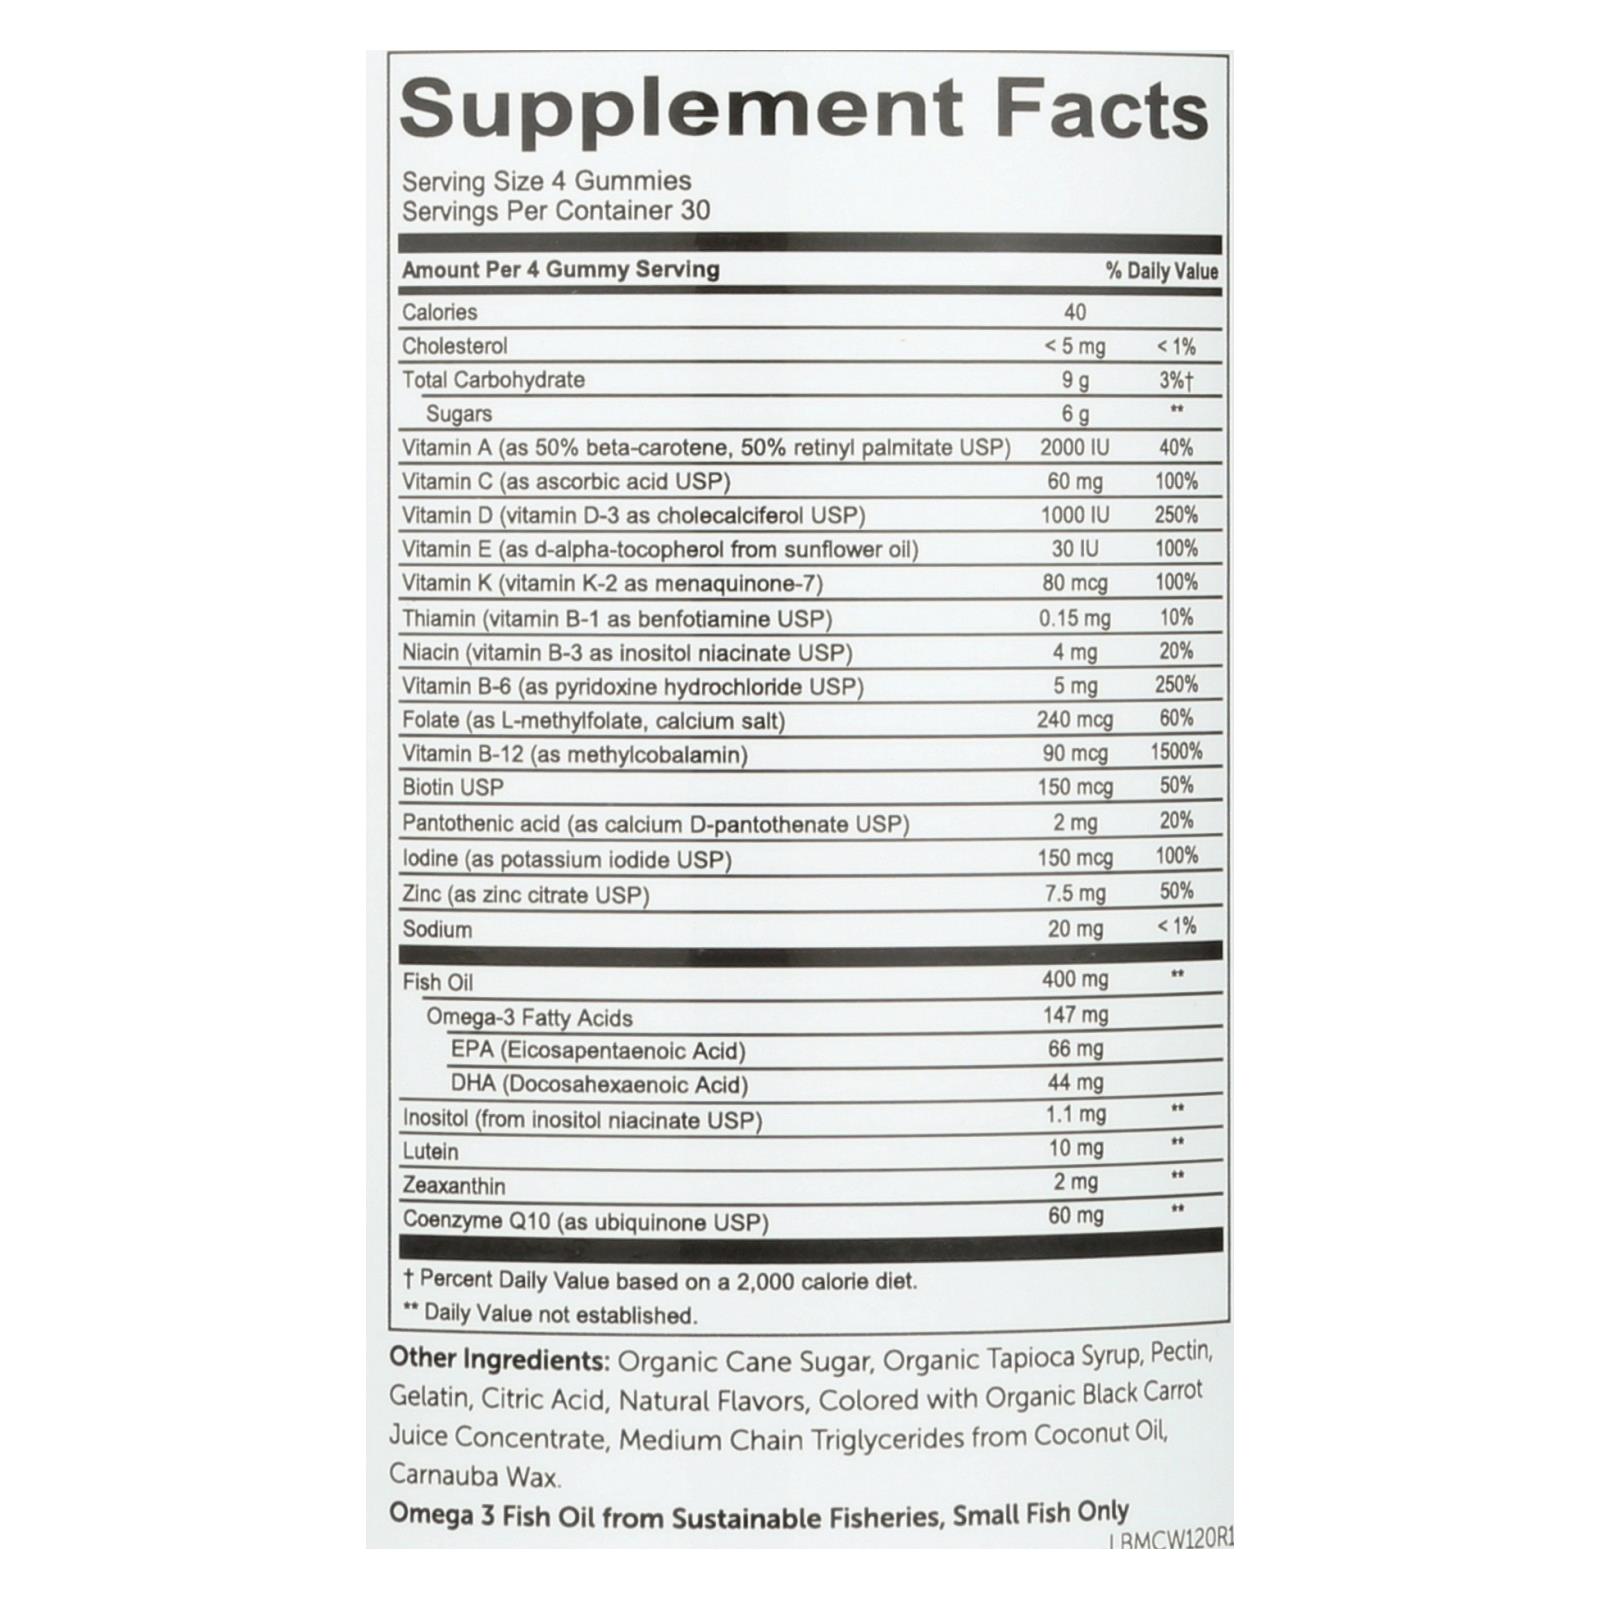 Supplement Facts
Serving Size 4 Gummies
Servings Per Container 30
Amount Per 4 Gummy Serving % Daily Value
Calories 40
Cholesterol < 5 mg < 1%
Total Carbohydrate 9 g 3%†
Sugars 6 g **
Vitamin A (as 50% beta-carotene, 50% retinyl palmitate USP) 2000 IU 40%
Vitamin C (as ascorbic acid USP) 60 mg 100%
Vitamin D (vitamin D-3 as cholecalciferol USP) 1000 IU 250%
Vitamin E (as d-alpha-tocopherol from sunflower oil) 30 IU 100%
Vitamin K (vitamin K-2 as menaquinone-7) 80 mcg 100%
Thiamin (vitamin B-1 as benfotiamine USP) 0.15 mg 10%
Niacin (vitamin B-3 as inositol niacinate USP) 4 mg 20%
Vitamin B-6 (as pyridoxine hydrochloride USP) 5 mg 250%
Folate (as L-methylfolate, calcium salt) 240 mcg 60%
Vitamin B-12 (as methylcobalamin) 90 mcg 1500%
Biotin USP 150 mcg 50%
Pantothenic acid (as calcium D-pantothenate USP) 2 mg 20%
Iodine (as potassium iodide USP) 150 mcg 100%
Zinc (as zinc citrate USP) 7.5 mg 50%
Sodium 20 mg < 1%
Fish Oil 400 mg **
Omega-3 Fatty Acids 147 mg
EPA (Eicosapentaenoic Acid) 66 mg
DHA (Docosahexaenoic Acid) 44 mg
Inositol (from inositol niacinate USP) 1.1 mg **
Lutein 10 mg **
Zeaxanthin 2 mg **
Coenzyme Q10 (as ubiquinone USP) 60 mg **
† Percent Daily Value based on a 2,000 calorie diet.
** Daily Value not established.
Other Ingredients: Organic Cane Sugar, Organic Tapioca Syrup, Pectin,
Gelatin, Citric Acid, Natural Flavors, Colored with Organic Black Carrot
Juice Concentrate, Medium Chain Triglycerides from Coconut Oil,
Carnauba Wax.
Omega 3 Fish Oil from Sustainable Fisheries, Small Fish Only
LBMCW120R1